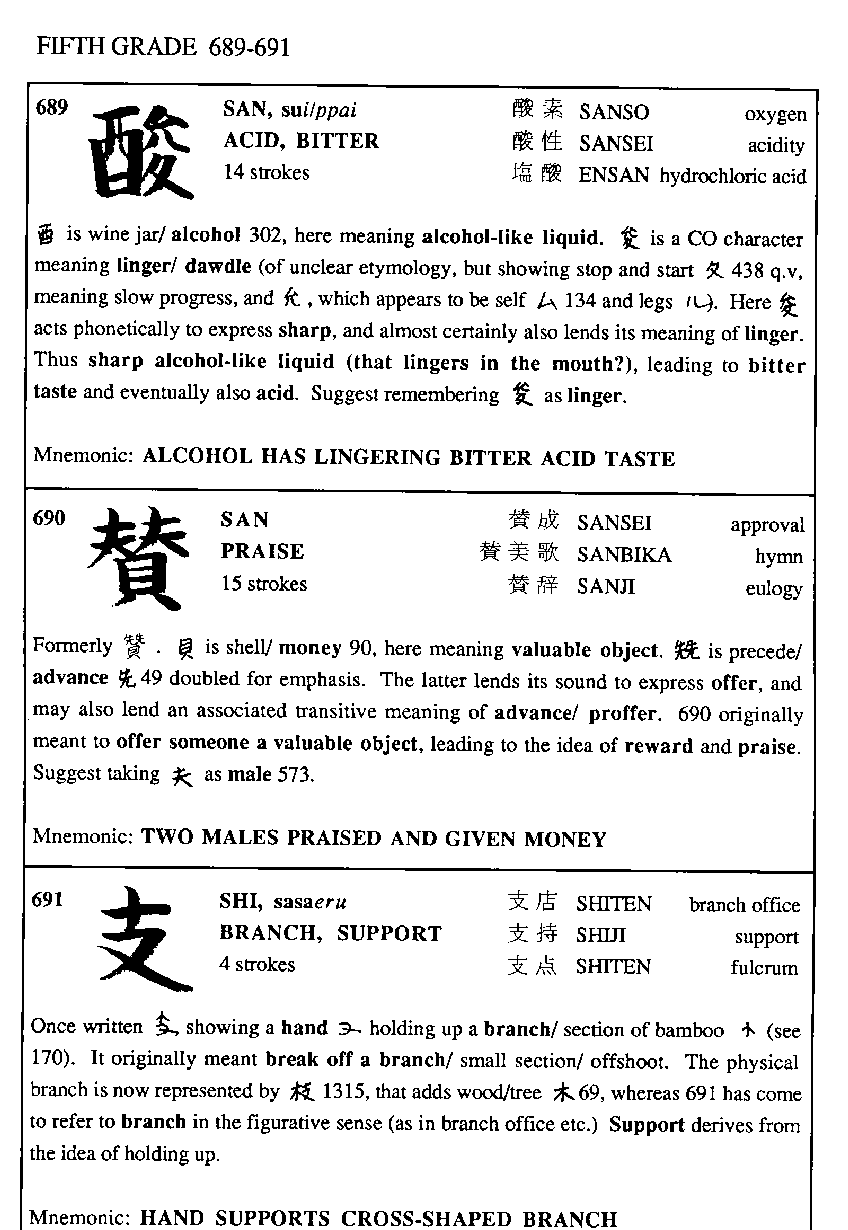 FIFTH GRADE 689-691
689 酸 SAN, sui/ppai 酸素 SANSO oxygen
ACID, BITTER 酸性 SANSEI acidity
14 strokes 塩酸 ENSAN hydrochloric acid
酉 is wine jar/ alcohol 302, here meaning alcohol-like liquid. 夋 is a CO character
meaning linger/ dawdle (of unclear etymology, but showing stop and start 夂 438 q.v,
meaning slow progress, and 允, which appears to be self ム 134 and legs 儿). Here 夋
acts phonetically to express sharp, and almost certainly also lends its meaning of linger.
Thus sharp alcohol-like liquid (that lingers in the mouth?), leading to bitter
taste and eventually also acid. Suggest remembering 夋 as linger.
Mnemonic: ALCOHOL HAS LINGERING BITTER ACID TASTE
690 賛 SAN 賛成 SANSEI approval
PRAISE 賛美歌 SANBIKA hymn
15 strokes 賛辞 SANJI eulogy
Formerly 贊. 貝 is shell/ money 90, here meaning valuable object. 兟 is precede/
advance 先 49 doubled for emphasis. The latter lends its sound to express offer, and
may also lend an associated transitive meaning of advance/ proffer. 690 originally
meant to offer someone a valuable object, leading to the idea of reward and praise.
Suggest taking 夫 as male 573.
Mnemonic: TWO MALES PRAISED AND GIVEN MONEY
691 支 SHI, sasaeru 支店 SHITEN branch office
BRANCH, SUPPORT 支持 SHIJI support
4 strokes 支点 SHITEN fulcrum
Once written showing a hand holding up a branch/ section of bamboo (see
170). It originally meant break off a branch/ small section/ offshoot. The physical
branch is now represented by 枝 1315, that adds wood/tree 木 69, whereas 691 has come
to refer to branch in the figurative sense (as in branch office etc.) Support derives from
the idea of holding up.
Mnemonic: HAND SUPPORTS CROSS-SHAPED BRANCH